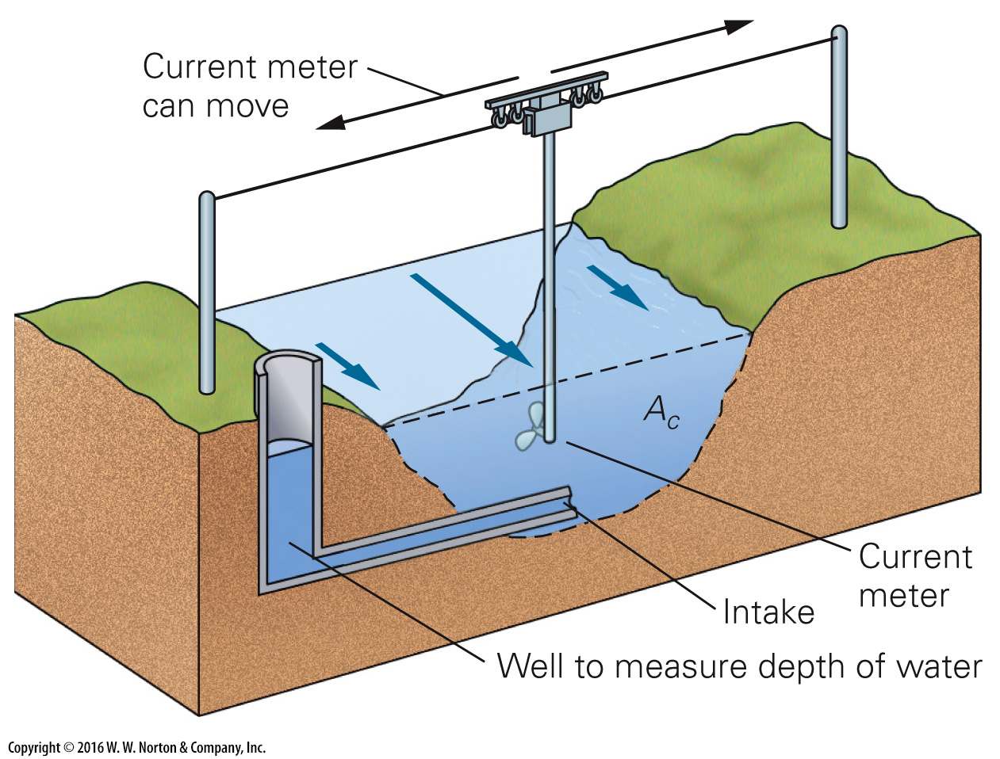 Current meter
can move
Ac
Current
meter
Intake
Well to measure depth of water
Copyright © 2016 W. W. Norton & Company, Inc.